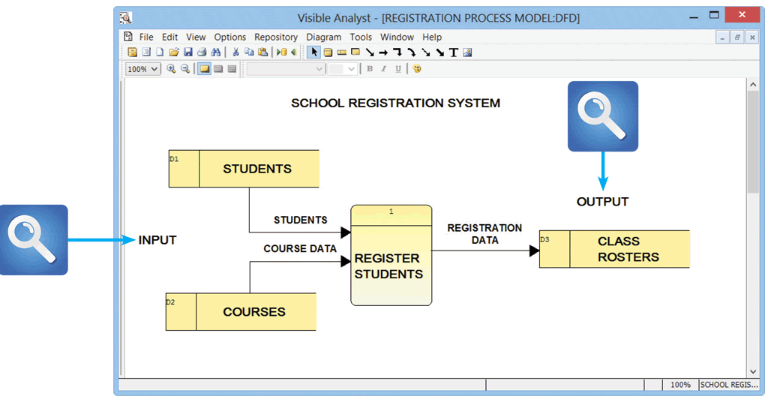 Visible Analyst - [REGISTRATION PROCESS MODEL:DFD]
File Edit View Options Repository Diagram Tools Window Help
T
100%
B I U
SCHOOL REGISTRATION SYSTEM
D1
STUDENTS
OUTPUT
INPUT
STUDENTS
COURSE DATA
1
REGISTER
STUDENTS
REGISTRATION
DATA
D3
CLASS
ROSTERS
D2
COURSES
100% SCHOOL REGIS...